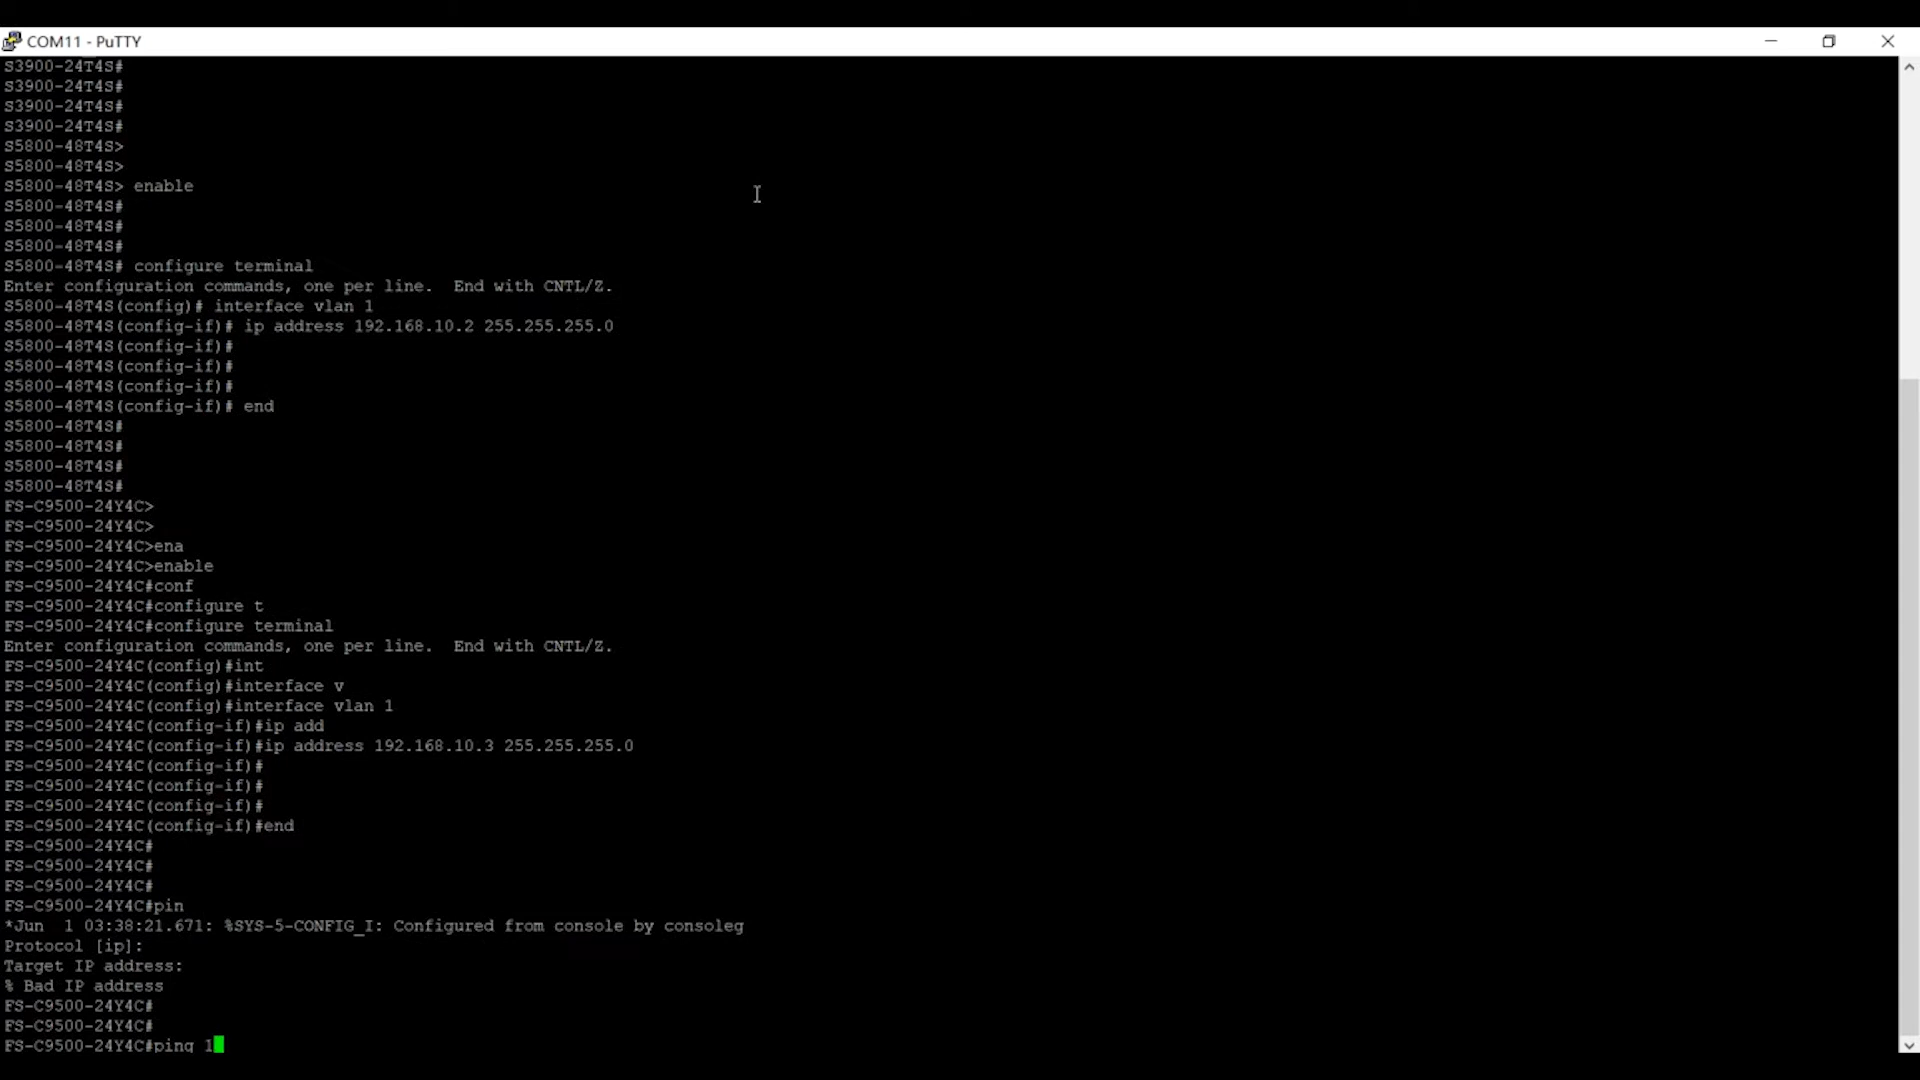 COM11 - PuTTY
S3900-24T4S#
S3900-24T4S#
S3900-24T4S#
S3900-24T4S#
S5800-48T4S>
S5800-48T4S>
S5800-48T4S> enable
S5800-48T4S#
S5800-48T4S#
S5800-48T4S#
S5800-48T4S# configure terminal
Enter configuration commands, one per line.  End with CNTL/Z.
S5800-48T4S(config)# interface vlan 1
S5800-48T4S(config-if)# ip address 192.168.10.2 255.255.255.0
S5800-48T4S(config-if)#
S5800-48T4S(config-if)#
S5800-48T4S(config-if)#
S5800-48T4S(config-if)# end
S5800-48T4S#
S5800-48T4S#
S5800-48T4S#
S5800-48T4S#
FS-C9500-24Y4C>
FS-C9500-24Y4C>
FS-C9500-24Y4C>ena
FS-C9500-24Y4C>enable
FS-C9500-24Y4C#conf
FS-C9500-24Y4C#configure t
FS-C9500-24Y4C#configure terminal
Enter configuration commands, one per line.  End with CNTL/Z.
FS-C9500-24Y4C(config)#int
FS-C9500-24Y4C(config)#interface v
FS-C9500-24Y4C(config)#interface vlan 1
FS-C9500-24Y4C(config-if)#ip add
FS-C9500-24Y4C(config-if)#ip address 192.168.10.3 255.255.255.0
FS-C9500-24Y4C(config-if)#
FS-C9500-24Y4C(config-if)#
FS-C9500-24Y4C(config-if)#
FS-C9500-24Y4C(config-if)#end
FS-C9500-24Y4C#
FS-C9500-24Y4C#
FS-C9500-24Y4C#
FS-C9500-24Y4C#pin
*Jun  1 03:38:21.671: %SYS-5-CONFIG_I: Configured from console by consoleg
Protocol [ip]:
Target IP address:
% Bad IP address
FS-C9500-24Y4C#
FS-C9500-24Y4C#
FS-C9500-24Y4C#ping 1